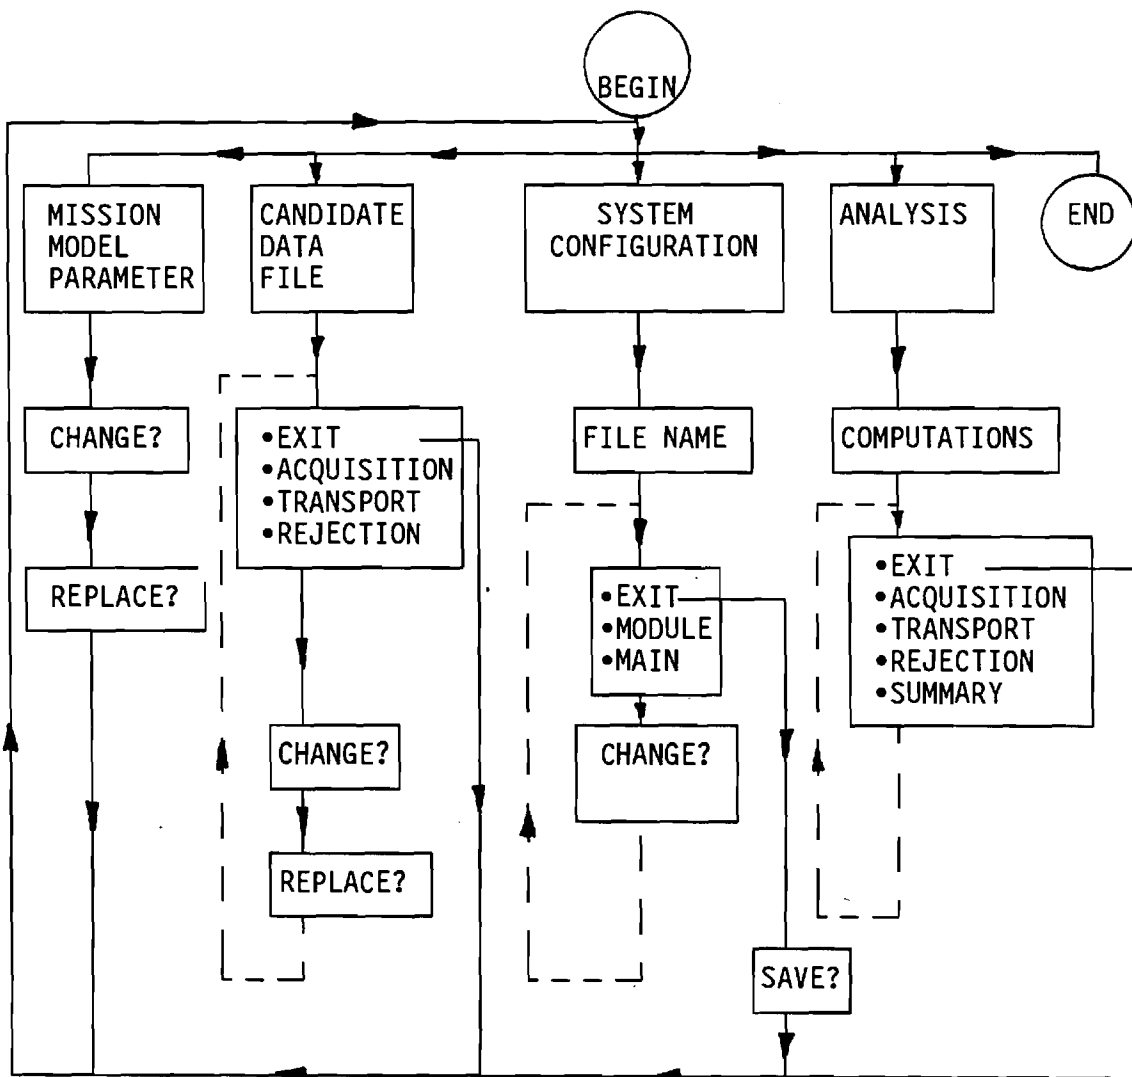 BEGIN
MISSION
MODEL
PARAMETER
CHANGE?
REPLACE?
CANDIDATE
DATA
FILE
•EXIT
•ACQUISITION
•TRANSPORT
•REJECTION
CHANGE?
REPLACE?
SYSTEM
CONFIGURATION
FILE NAME
•EXIT
•MODULE
•MAIN
CHANGE?
SAVE?
ANALYSIS
COMPUTATIONS
•EXIT
•ACQUISITION
•TRANSPORT
•REJECTION
•SUMMARY
END